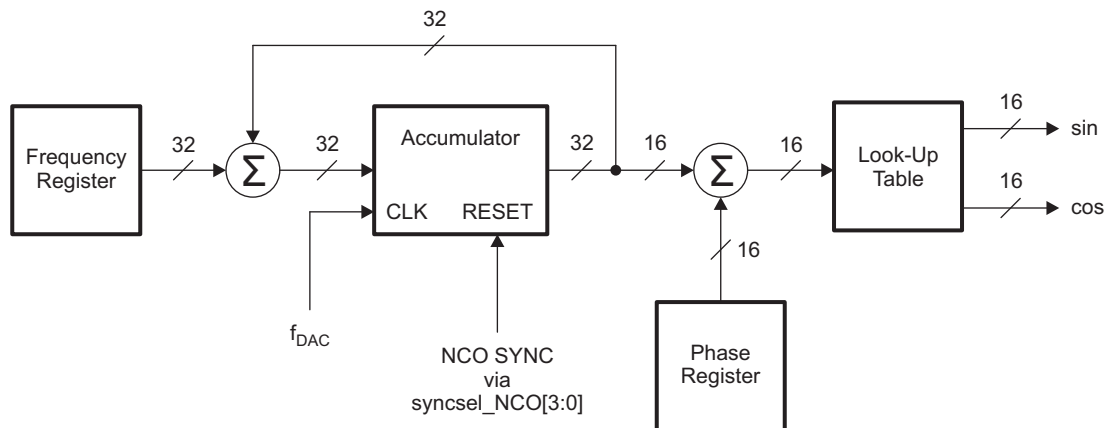 32
Frequency
Register
32
Σ
32
Accumulator
CLK RESET
32
16
Σ
16
Look-Up
Table
16
sin
16
cos
16
f_DAC
NCO SYNC
via
syncsel_NCO[3:0]
Phase
Register